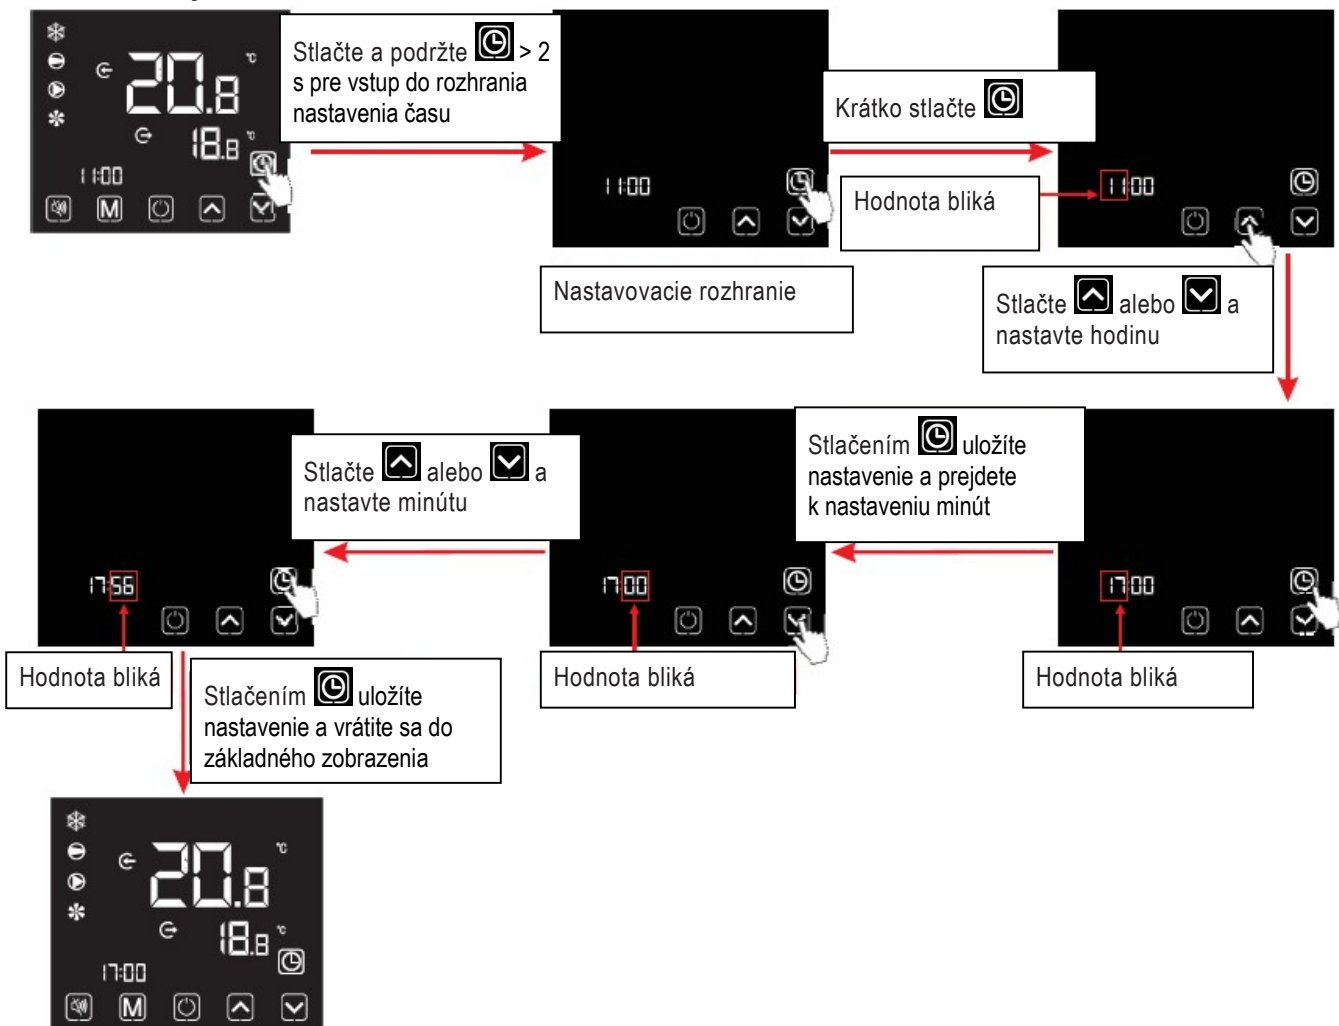 20.8 °C
18.8 °C
11:00
M
Stlačte a podržte > 2
s pre vstup do rozhrania
nastavenia času
11:00
Nastavovacie rozhranie
Krátko stlačte
Hodnota bliká
11:00
Stlačte alebo a
nastavte hodinu
17:00
Hodnota bliká
Stlačením uložíte
nastavenie a prejdete
k nastaveniu minút
17:00
Hodnota bliká
Stlačte alebo a
nastavte minútu
17:56
Hodnota bliká
Stlačením uložíte
nastavenie a vrátite sa do
základného zobrazenia
20.8 °C
18.8 °C
17:00
M